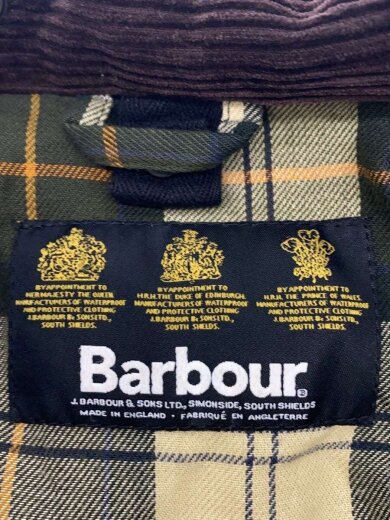 BY APPOINTMENT TO
HER MAJESTY THE QUEEN
MANUFACTURERS OF WATERPROOF
AND PROTECTIVE CLOTHING
J.BARBOUR & SONS LTD,
SOUTH SHIELDS.
BY APPOINTMENT TO
H.R.H. THE DUKE OF EDINBURGH
MANUFACTURERS OF WATERPROOF
AND PROTECTIVE CLOTHING
J.BARBOUR & SONS LTD,
SOUTH SHIELDS.
BY APPOINTMENT TO
H.R.H. THE PRINCE OF WALES
MANUFACTURERS OF WATERPROOF
AND PROTECTIVE CLOTHING
J.BARBOUR & SONS LTD,
SOUTH SHIELDS.
Barbour®
J.BARBOUR & SONS LTD., SIMONSIDE, SOUTH SHIELDS
MADE IN ENGLAND • FABRIQUÉ EN ANGLETERRE